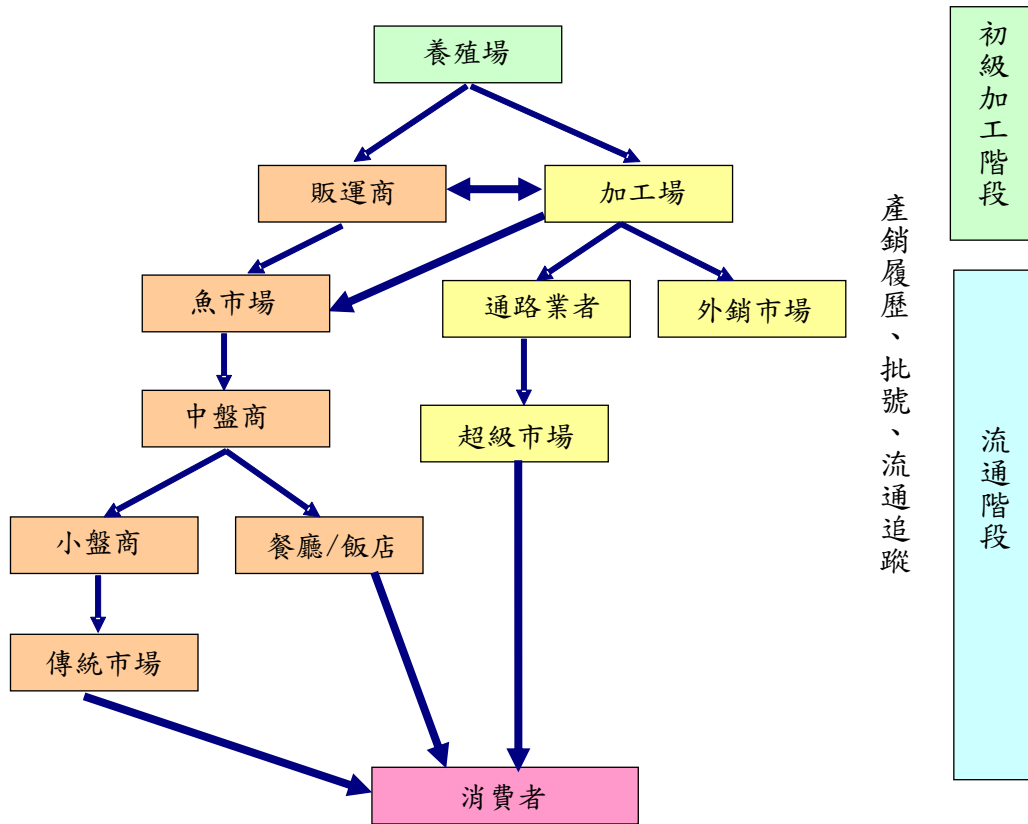 養殖場
販運商
加工場
魚市場
通路業者
外銷市場
中盤商
超級市場
小盤商
餐廳/飯店
傳統市場
消費者
產銷履歷、批號、流通追蹤
初級加工階段
流通階段